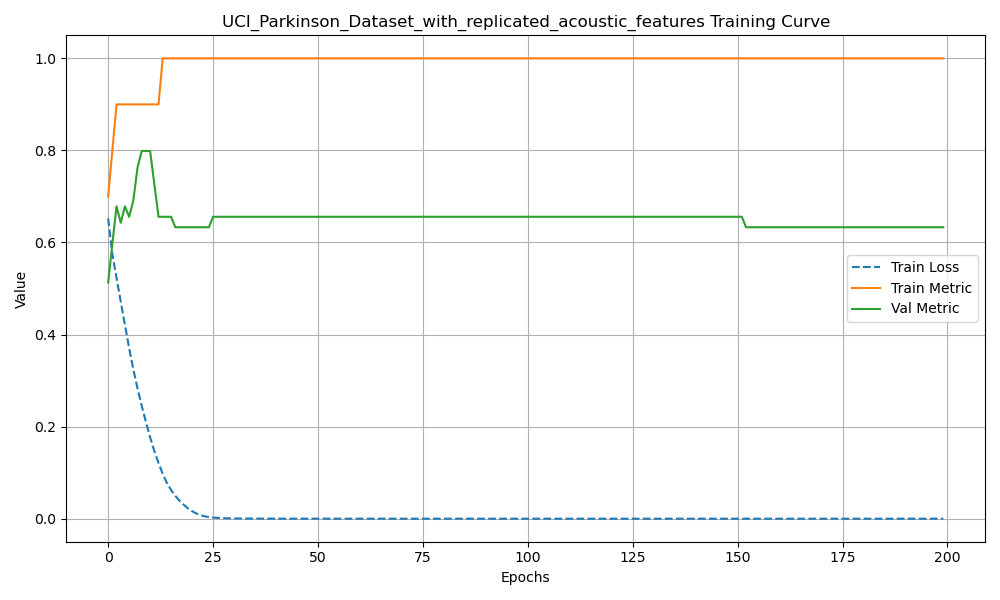 UCI_Parkinson_Dataset_with_replicated_acoustic_features Training Curve
1.0
0.8
0.6
0.4
0.2
0.0
Value
Train Loss
Train Metric
Val Metric
0 25 50 75 100 125 150 175 200
Epochs